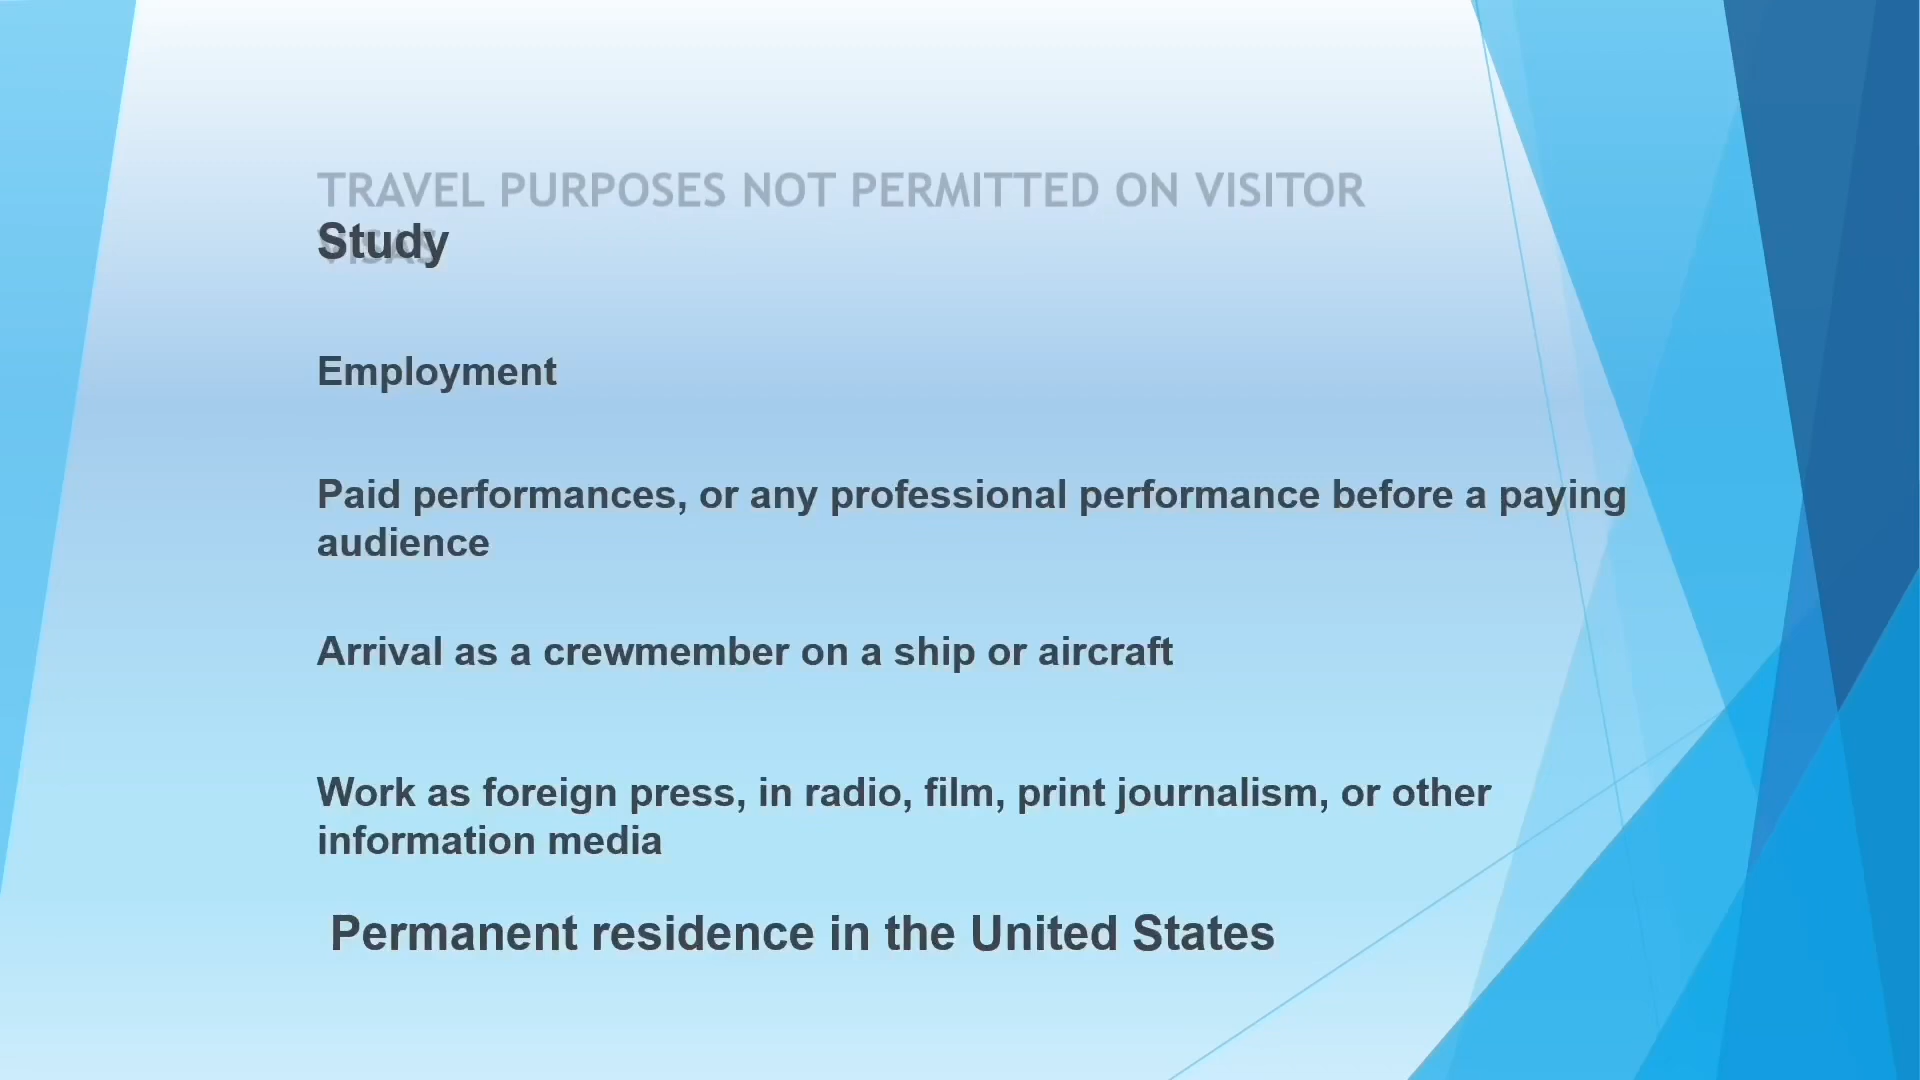 TRAVEL PURPOSES NOT PERMITTED ON VISITOR
VISAS
Study
Employment
Paid performances, or any professional performance before a paying
audience
Arrival as a crewmember on a ship or aircraft
Work as foreign press, in radio, film, print journalism, or other
information media
Permanent residence in the United States